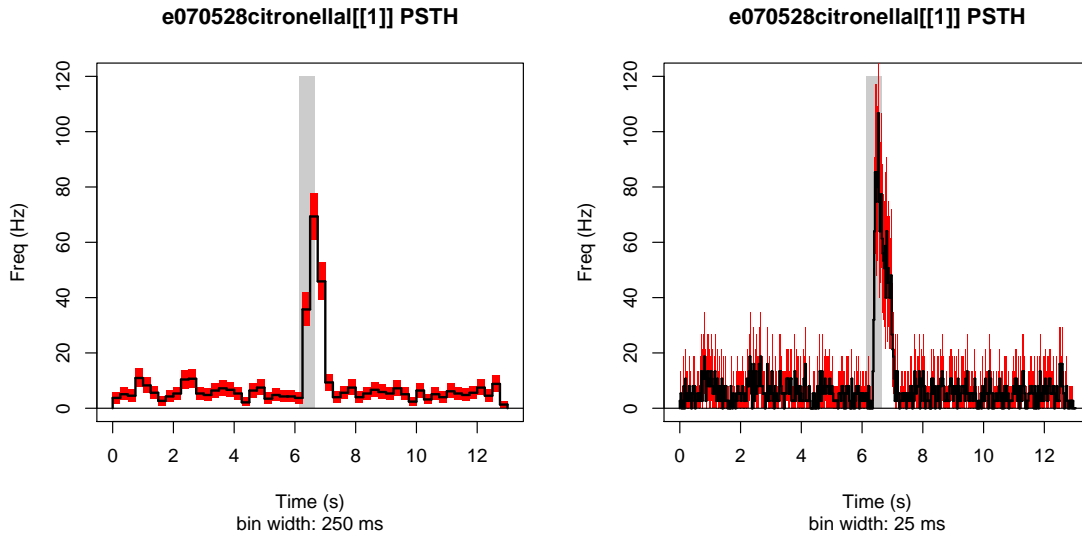 e070528citronellal[[1]] PSTH
Freq (Hz)
120
100
80
60
40
20
0
0 2 4 6 8 10 12
Time (s)
bin width: 250 ms
e070528citronellal[[1]] PSTH
Freq (Hz)
120
100
80
60
40
20
0
0 2 4 6 8 10 12
Time (s)
bin width: 25 ms